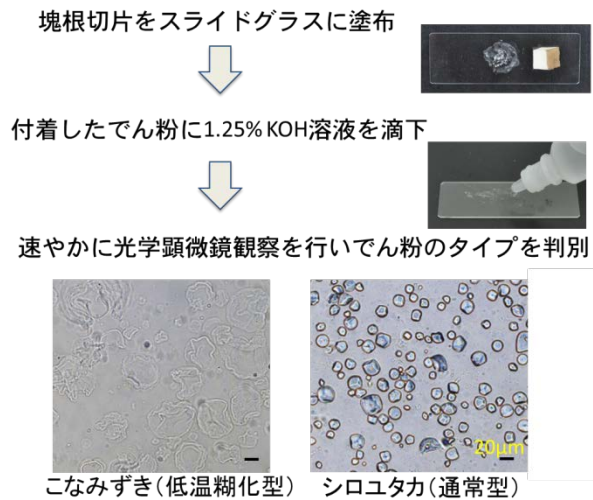 塊根切片をスライドグラスに塗布
付着したでん粉に1.25% KOH溶液を滴下
速やかに光学顕微鏡観察を行いでん粉のタイプを判別
20μm
こなみずき（低温糊化型）
シロユタカ（通常型）